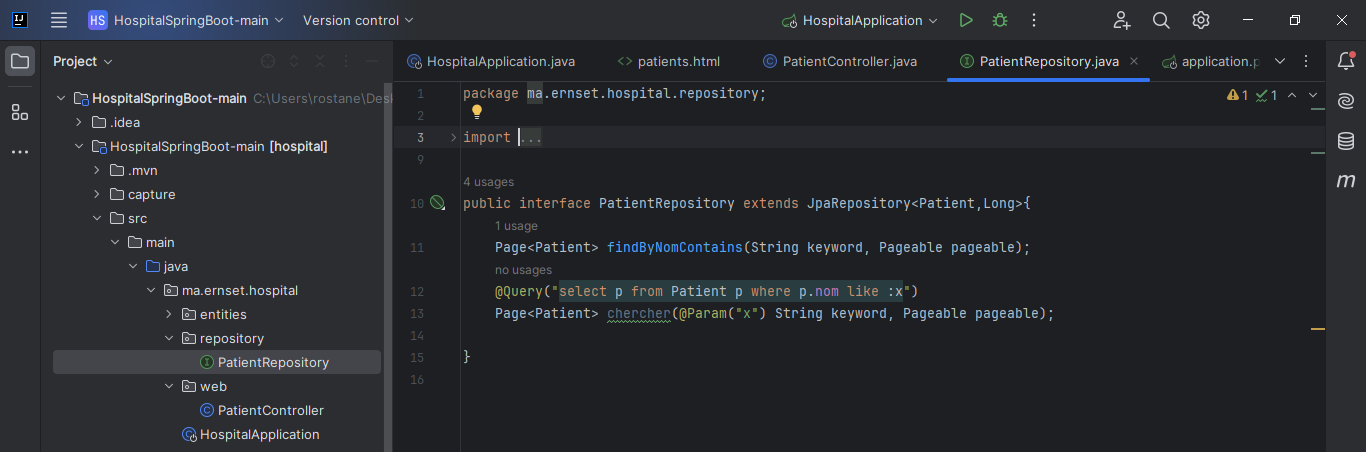 HS HospitalSpringBoot-main Version control HospitalApplication
Project
HospitalSpringBoot-main C:\Users\rostane\Desk
.idea
HospitalSpringBoot-main [hospital]
.mvn
capture
src
main
java
ma.ernset.hospital
entities
repository
PatientRepository
web
PatientController
HospitalApplication
HospitalApplication.java patients.html PatientController.java PatientRepository.java application.p
1 package ma.ernset.hospital.repository;
1 1
2
3 import ...
9
4 usages
10 public interface PatientRepository extends JpaRepository<Patient,Long>{
1 usage
11 Page<Patient> findByNomContains(String keyword, Pageable pageable);
no usages
12 @Query("select p from Patient p where p.nom like :x")
13 Page<Patient> chercher(@Param("x") String keyword, Pageable pageable);
14
15 }
16
m